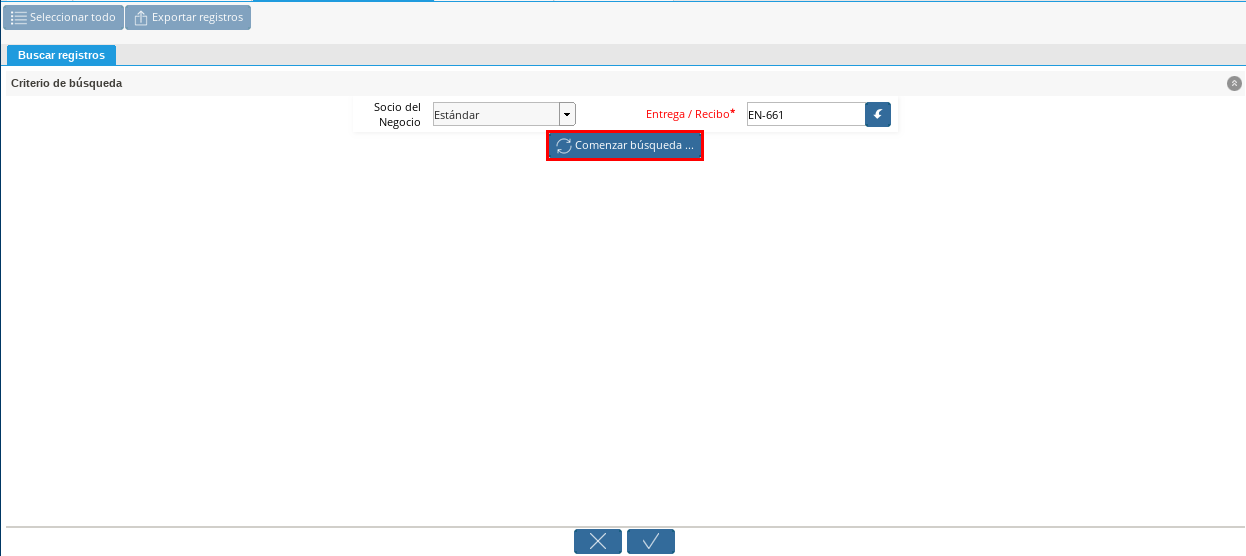 Seleccionar todo Exportar registros
Buscar registros
Criterio de búsqueda
Socio del
Negocio
Estándar
Entrega / Recibo*
EN-661
Comenzar búsqueda ...